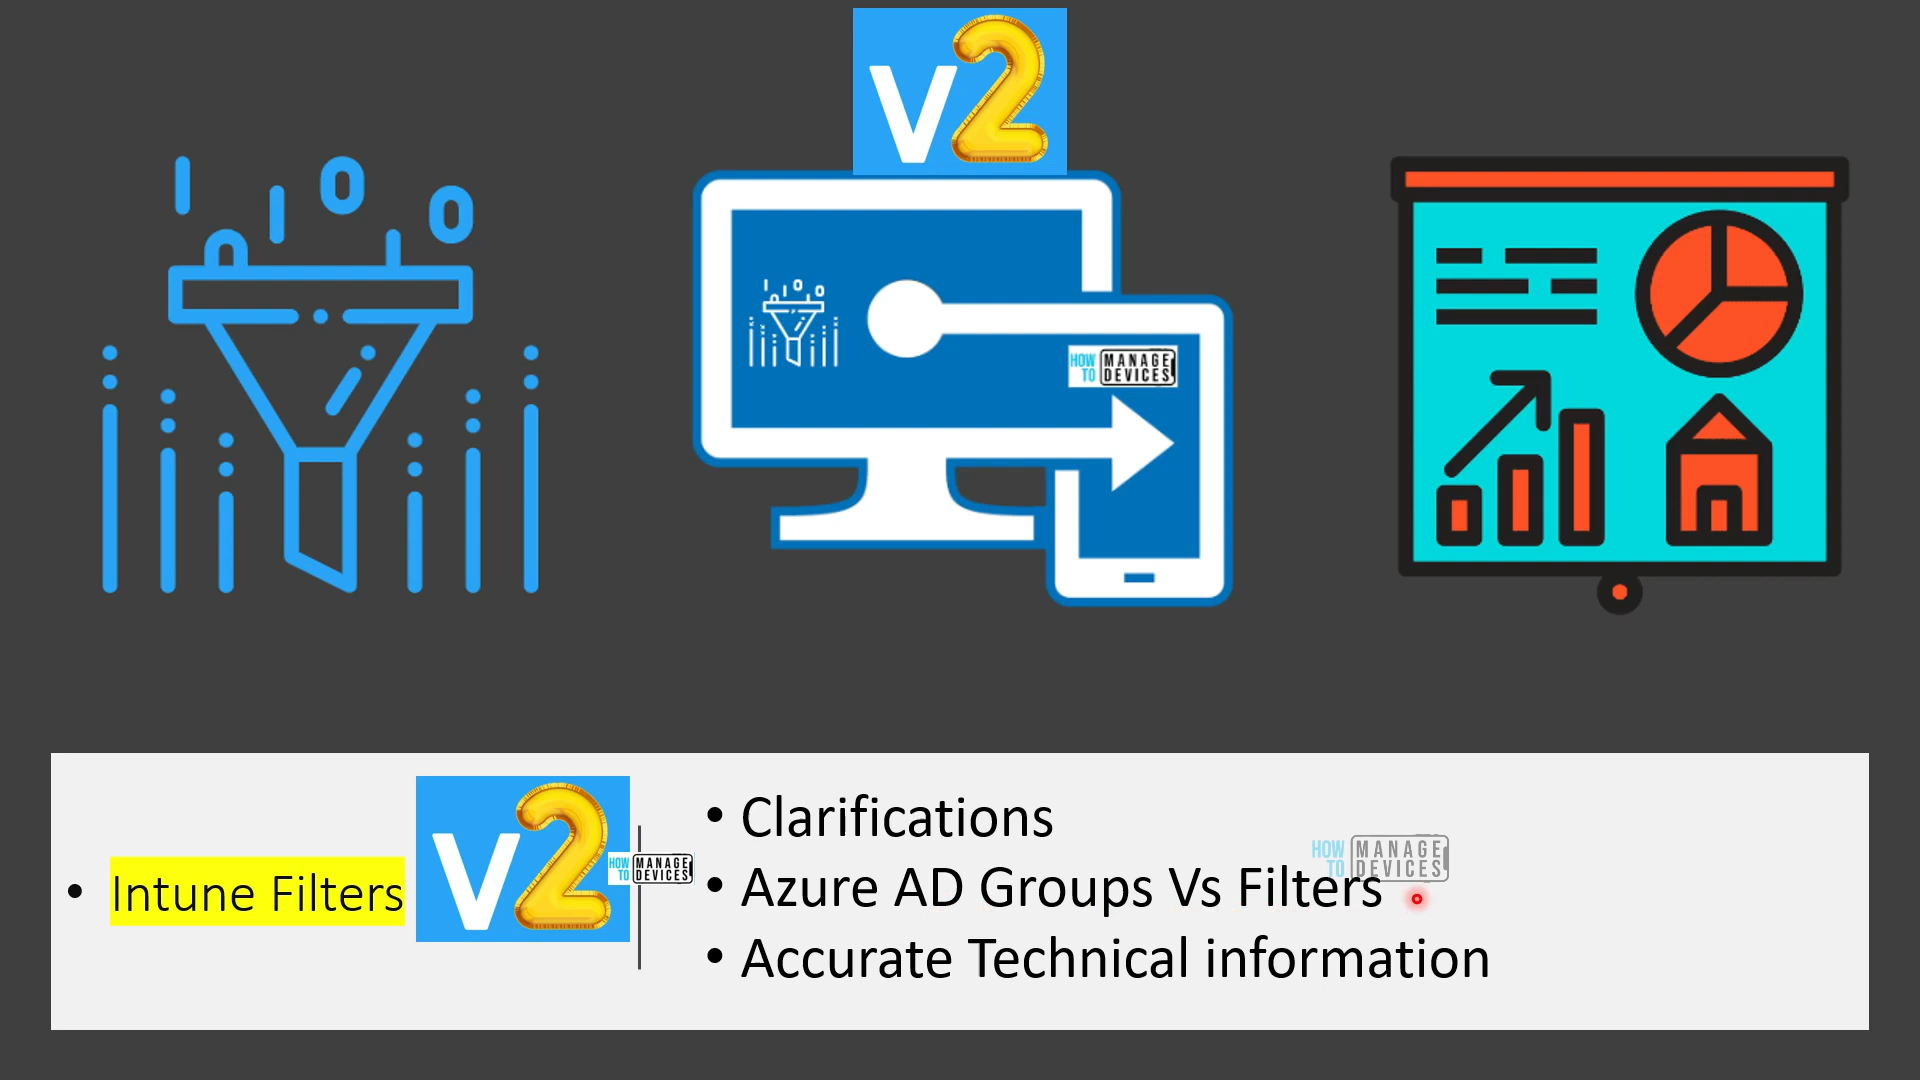 V2
HOW TO MANAGE DEVICES
• Intune Filters
V2
HOW TO MANAGE DEVICES
• Clarifications
• Azure AD Groups Vs Filters
HOW TO MANAGE DEVICES
• Accurate Technical information